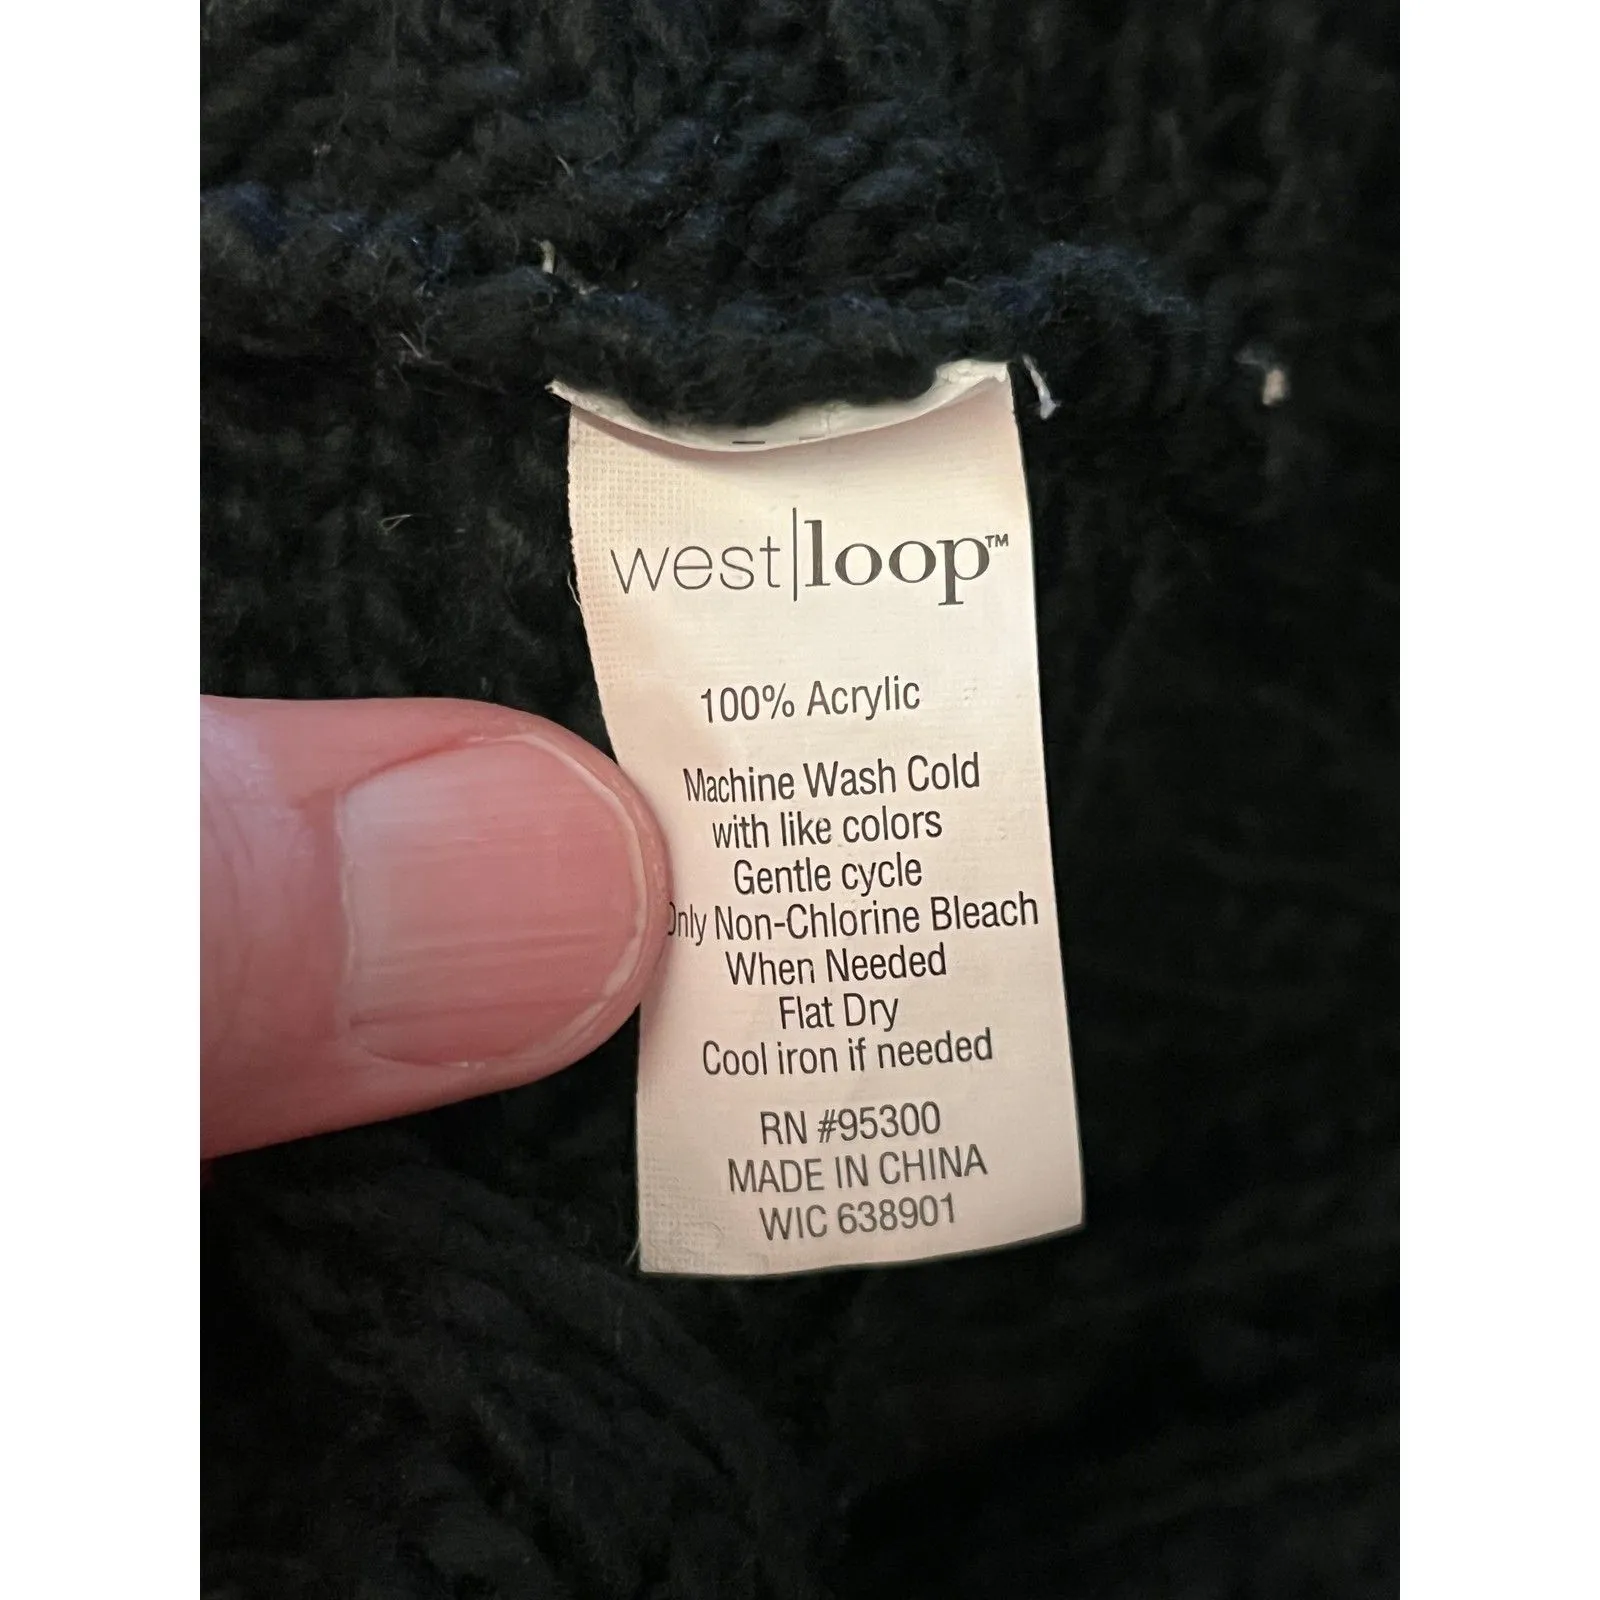 west|loop™
100% Acrylic
Machine Wash Cold
with like colors
Gentle cycle
Only Non-Chlorine Bleach
When Needed
Flat Dry
Cool iron if needed
RN #95300
MADE IN CHINA
WIC 638901